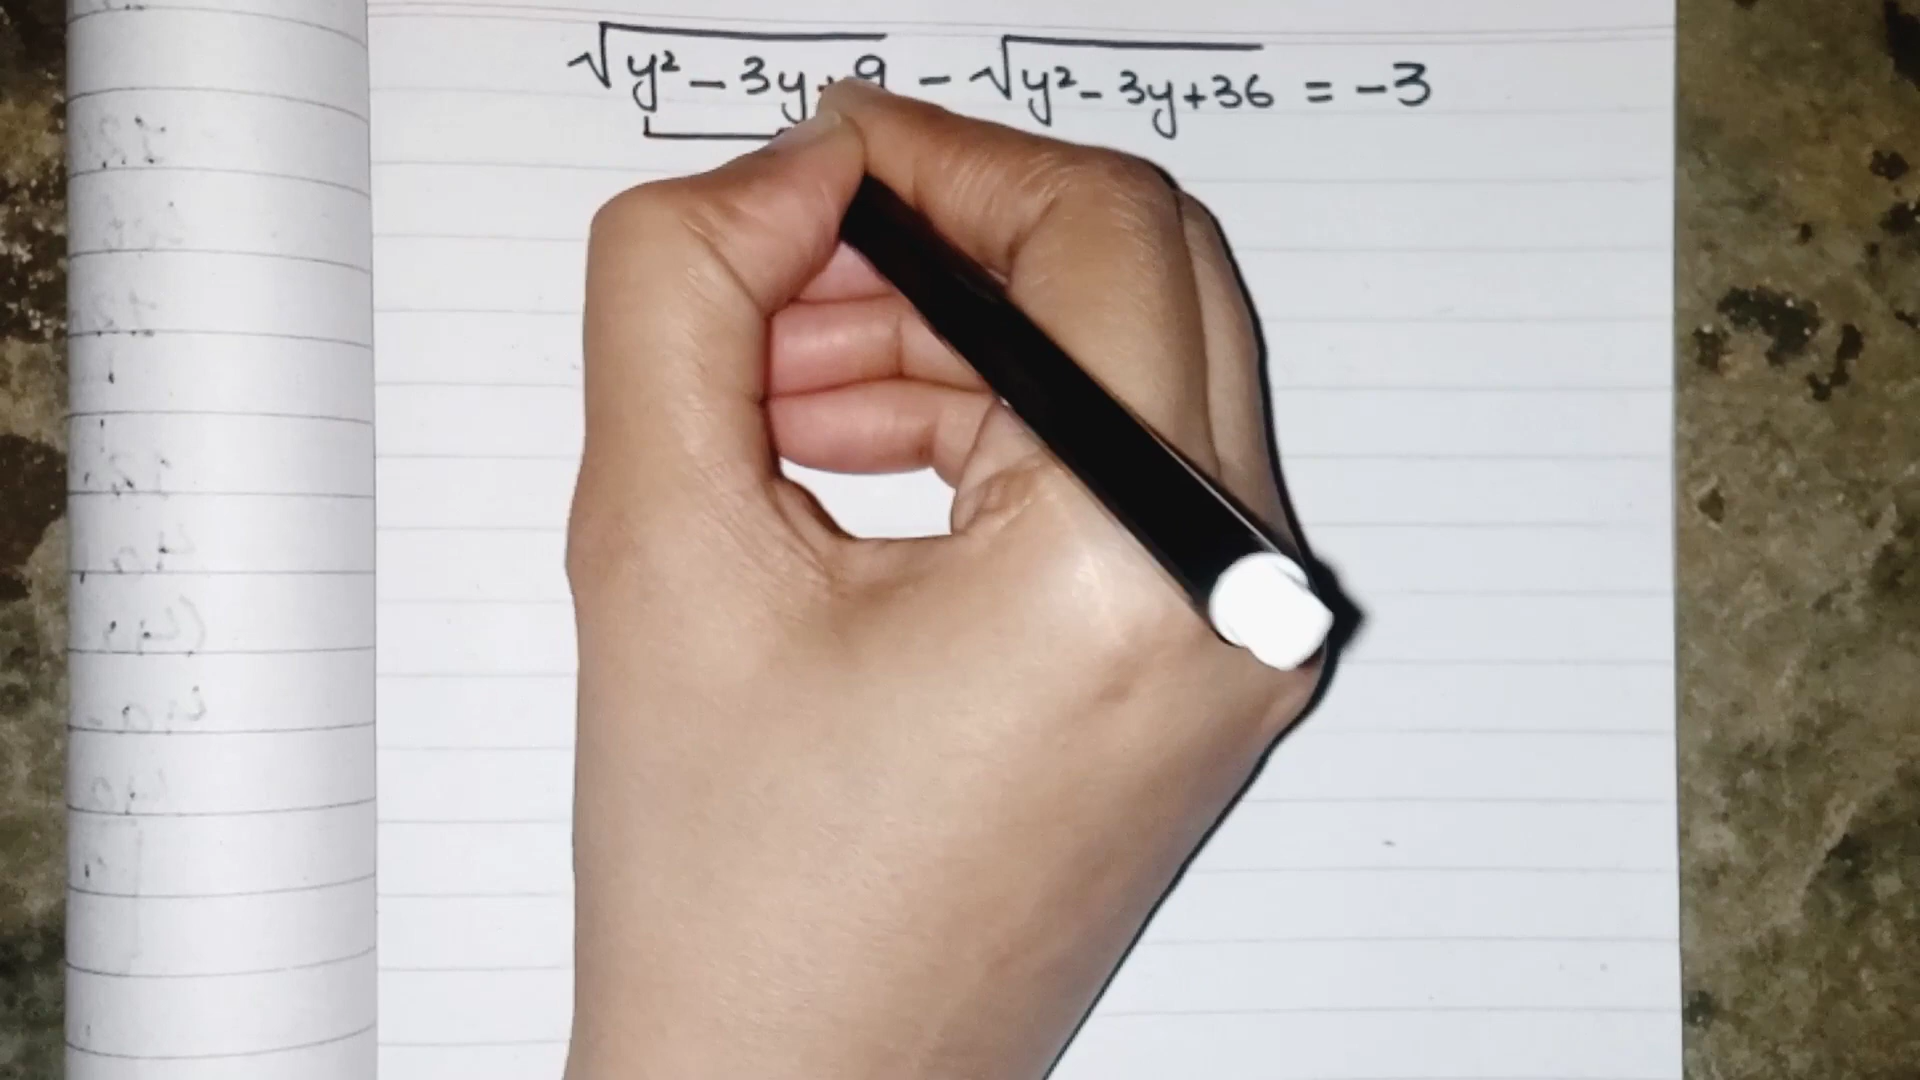 √y² - 3y + 9 - √y² - 3y + 36 = -3